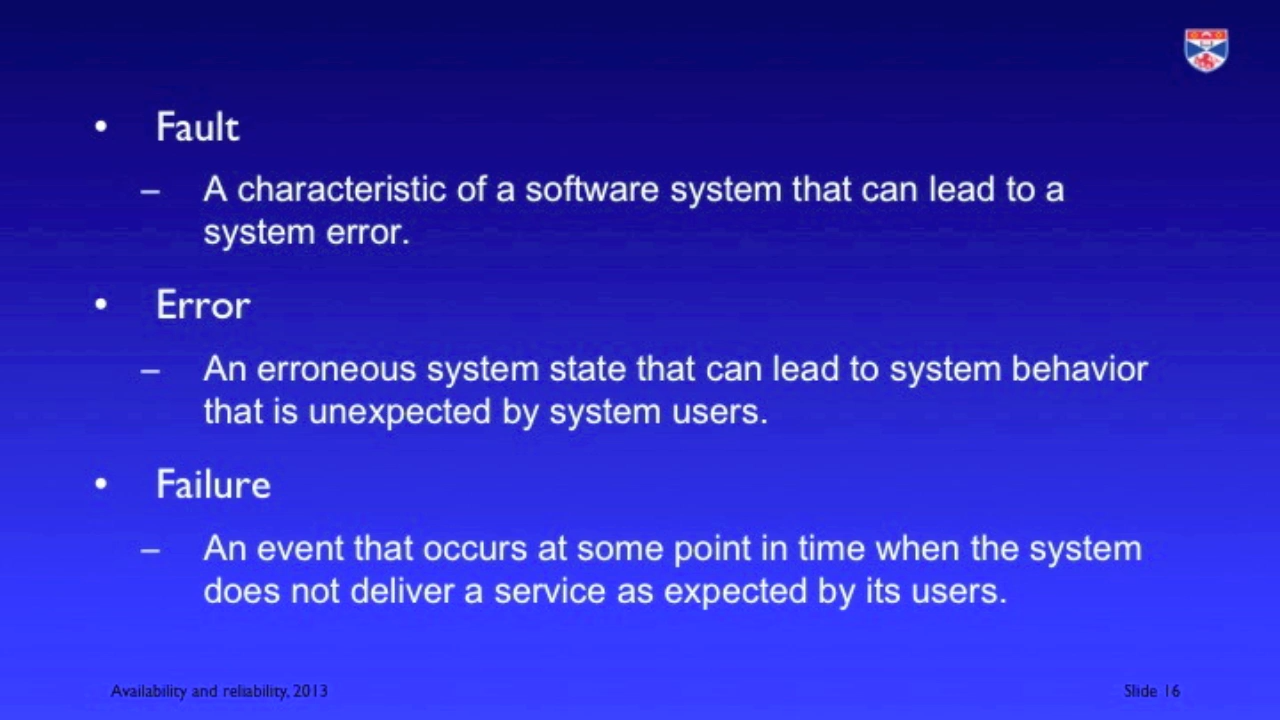 • Fault
– A characteristic of a software system that can lead to a
system error.
• Error
– An erroneous system state that can lead to system behavior
that is unexpected by system users.
• Failure
– An event that occurs at some point in time when the system
does not deliver a service as expected by its users.
Availability and reliability, 2013
Slide 16